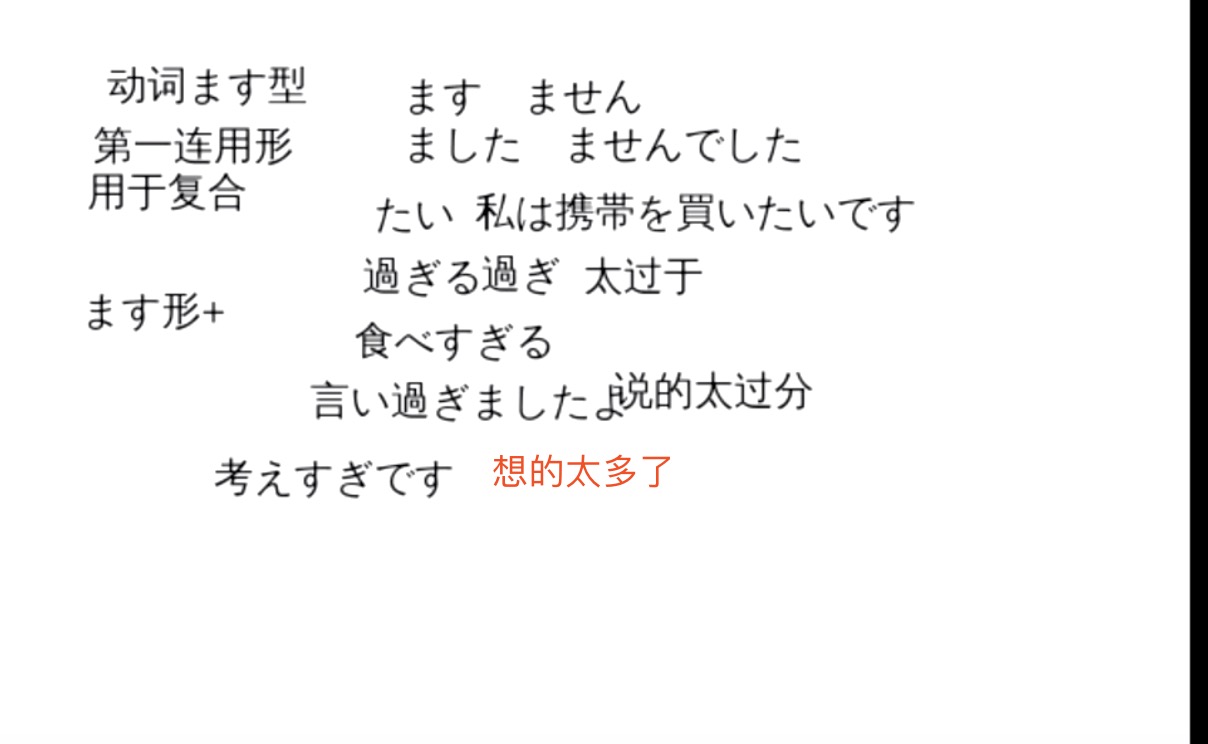 动词ます型
ます ません
第一连用形
ました ませんでした
用于复合
たい 私は携帯を買いたいです
過ぎる過ぎ 太过于
ます形+
食べすぎる
言い過ぎましたよ说的太过分
考えすぎです 想的太多了